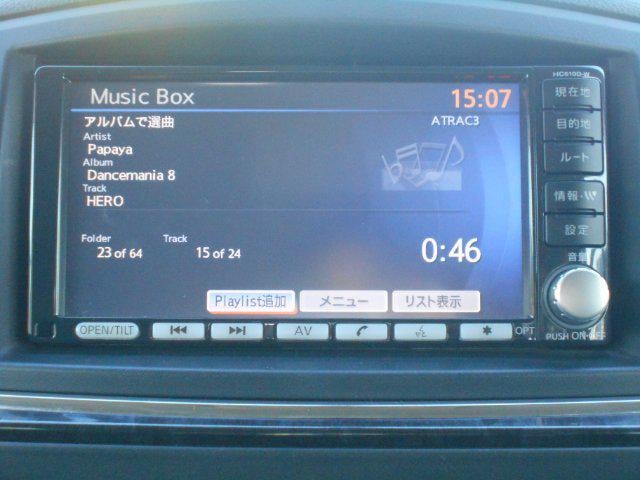 HC510D-W
Music Box
15:07
アルバムで選曲
ATRAC3
Artist
Papaya
Album
Dancemania 8
Track
HERO
Folder
23 of 64
Track
15 of 24
0:46
Playlist追加
メニュー
リスト表示
現在地
目的地
ルート
情報・
設定
音量
PUSH ON-OFF
OPEN/TILT
AV
OPT